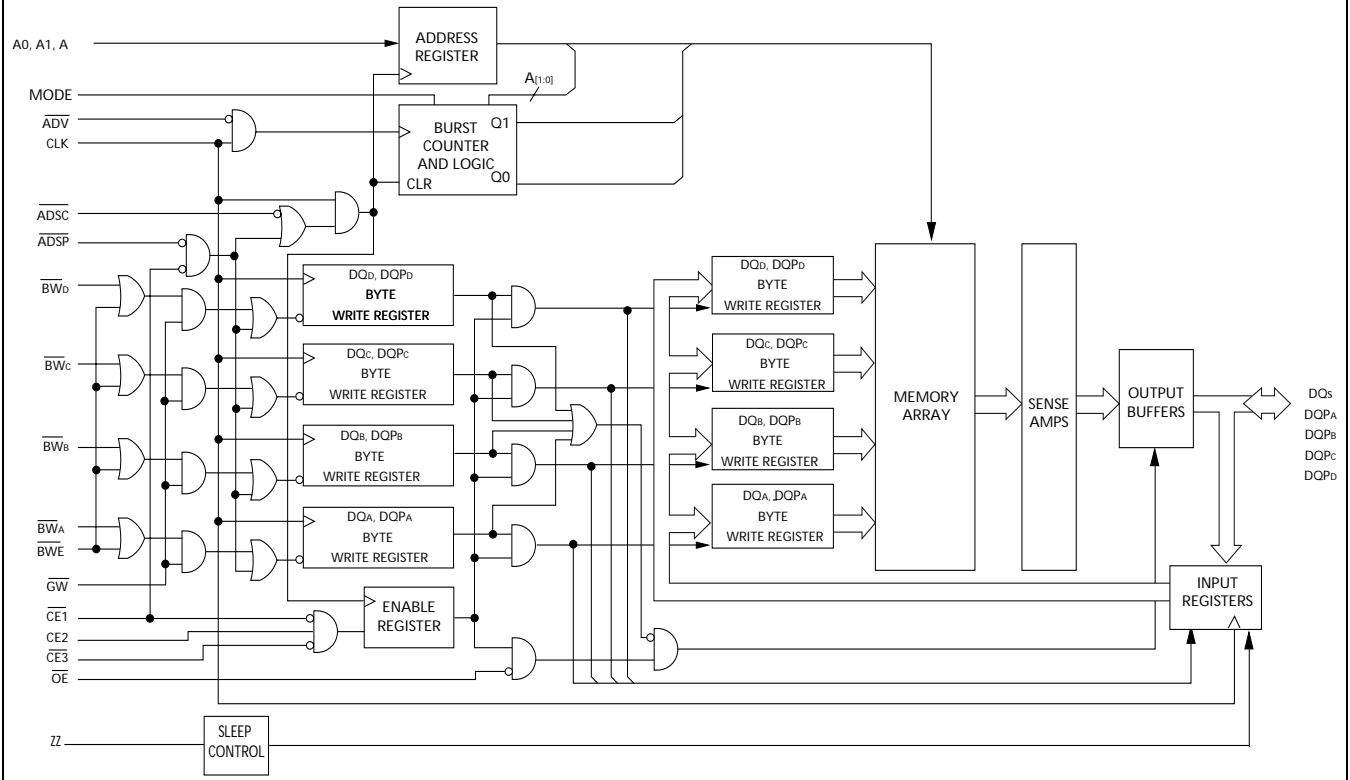 A0, A1, A
ADDRESS
REGISTER
MODE
A[1:0]
ADV
CLK
BURST
COUNTER
AND LOGIC
Q1
CLR
Q0
ADSC
ADSP
BWD
DQD, DQPD
BYTE
WRITE REGISTER
DQD, DQPD
BYTE
WRITE REGISTER
BWC
DQC, DQPC
BYTE
WRITE REGISTER
DQC, DQPC
BYTE
WRITE REGISTER
MEMORY
ARRAY
SENSE
AMPS
OUTPUT
BUFFERS
DQs
DQPA
DQPB
DQPC
DQPD
BWB
DQB, DQPB
BYTE
WRITE REGISTER
DQB, DQPB
BYTE
WRITE REGISTER
BWA
BWE
DQA, DQPA
BYTE
WRITE REGISTER
DQA, DQPA
BYTE
WRITE REGISTER
GW
CE1
CE2
CE3
OE
ENABLE
REGISTER
INPUT
REGISTERS
ZZ
SLEEP
CONTROL